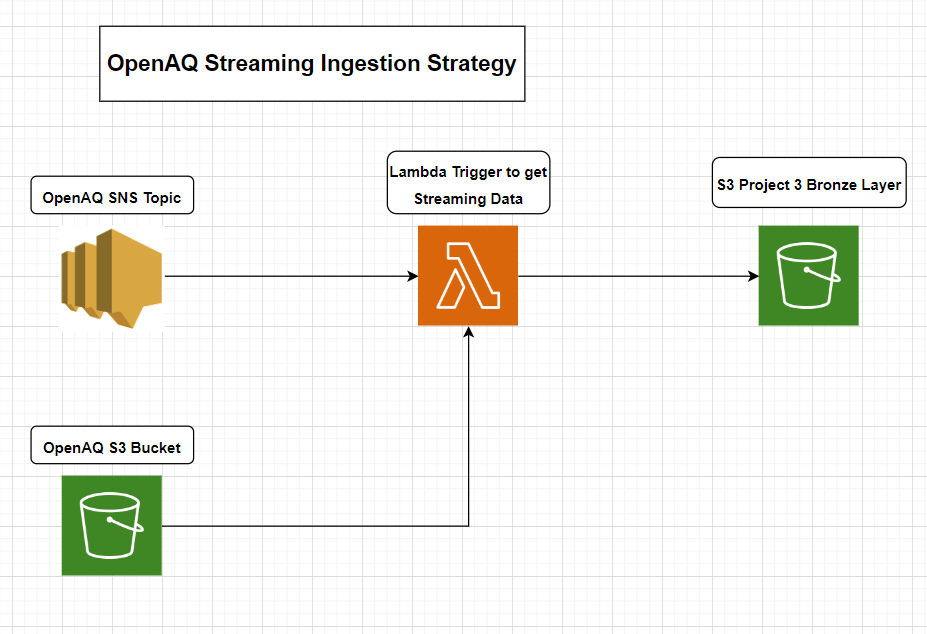 OpenAQ Streaming Ingestion Strategy
OpenAQ SNS Topic
Lambda Trigger to get
Streaming Data
S3 Project 3 Bronze Layer
OpenAQ S3 Bucket